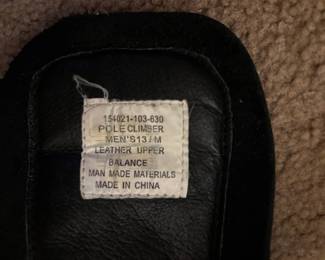 154021-103-630
POLE CLIMBER
MEN'S 13 / M
LEATHER UPPER
BALANCE
MAN MADE MATERIALS
MADE IN CHINA